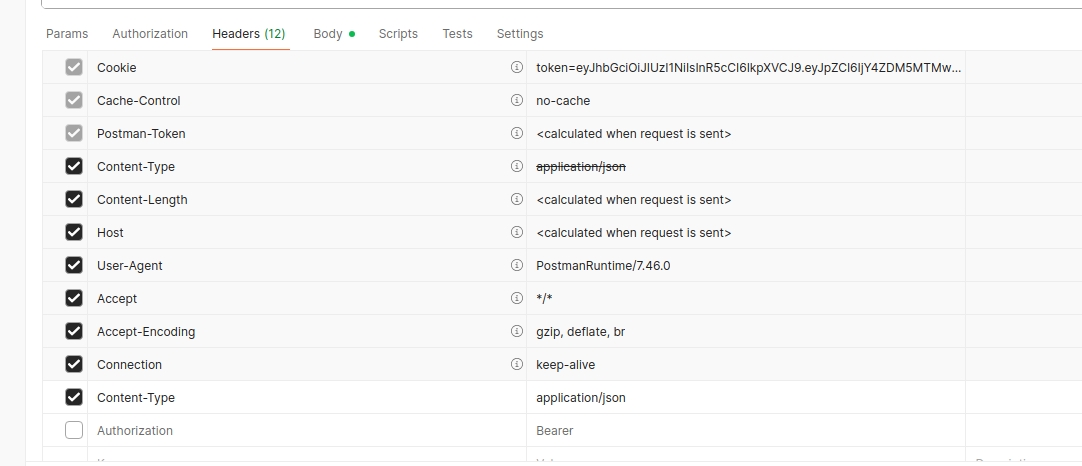 Params Authorization Headers (12) Body Scripts Tests Settings
Cookie token=eyJhbGciOiJIUzI1NiIsInR5cCI6IkpXVCJ9.eyJpZCI6IjY4ZDM5MTMw...
Cache-Control no-cache
Postman-Token <calculated when request is sent>
Content-Type application/json
Content-Length <calculated when request is sent>
Host <calculated when request is sent>
User-Agent PostmanRuntime/7.46.0
Accept */*
Accept-Encoding gzip, deflate, br
Connection keep-alive
Content-Type application/json
Authorization Bearer